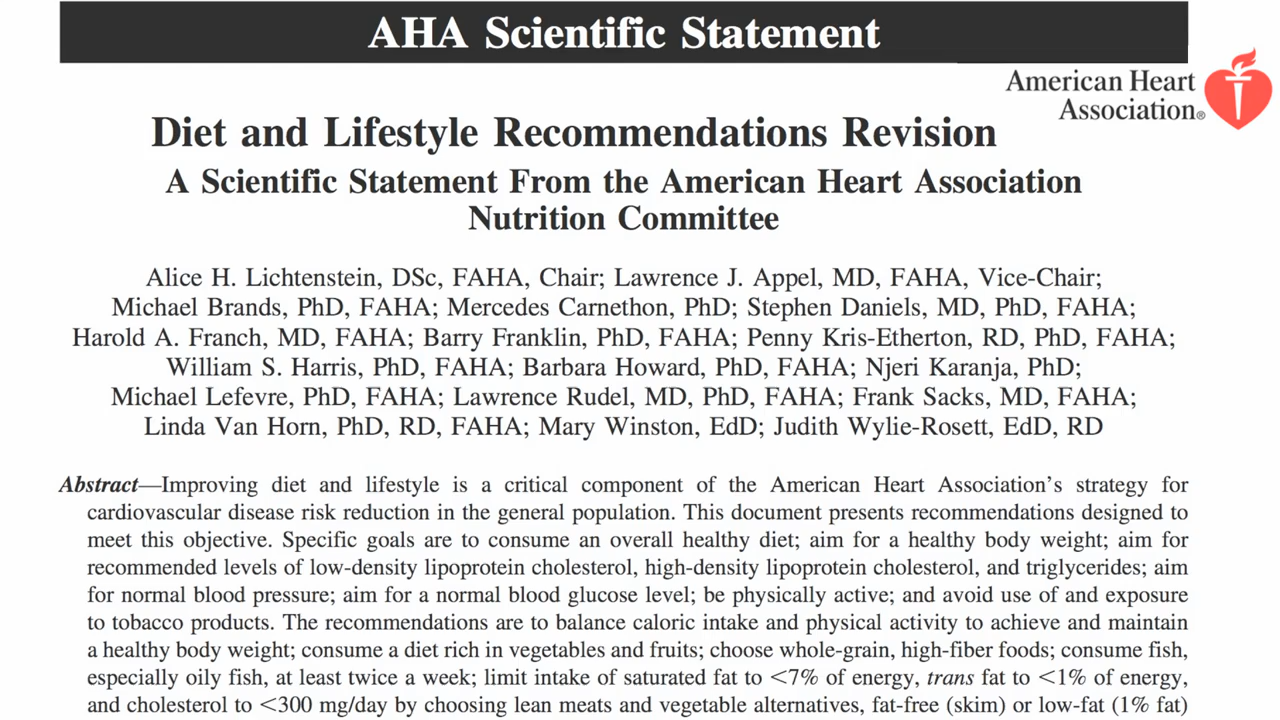 AHA Scientific Statement
American Heart
Association®
Diet and Lifestyle Recommendations Revision
A Scientific Statement From the American Heart Association
Nutrition Committee
Alice H. Lichtenstein, DSc, FAHA, Chair; Lawrence J. Appel, MD, FAHA, Vice-Chair;
Michael Brands, PhD, FAHA; Mercedes Carnethon, PhD; Stephen Daniels, MD, PhD, FAHA;
Harold A. Franch, MD, FAHA; Barry Franklin, PhD, FAHA; Penny Kris-Etherton, RD, PhD, FAHA;
William S. Harris, PhD, FAHA; Barbara Howard, PhD, FAHA; Njeri Karanja, PhD;
Michael Lefevre, PhD, FAHA; Lawrence Rudel, MD, PhD, FAHA; Frank Sacks, MD, FAHA;
Linda Van Horn, PhD, RD, FAHA; Mary Winston, EdD; Judith Wylie-Rosett, EdD, RD
Abstract—Improving diet and lifestyle is a critical component of the American Heart Association's strategy for
cardiovascular disease risk reduction in the general population. This document presents recommendations designed to
meet this objective. Specific goals are to consume an overall healthy diet; aim for a healthy body weight; aim for
recommended levels of low-density lipoprotein cholesterol, high-density lipoprotein cholesterol, and triglycerides; aim
for normal blood pressure; aim for a normal blood glucose level; be physically active; and avoid use of and exposure
to tobacco products. The recommendations are to balance caloric intake and physical activity to achieve and maintain
a healthy body weight; consume a diet rich in vegetables and fruits; choose whole-grain, high-fiber foods; consume fish,
especially oily fish, at least twice a week; limit intake of saturated fat to <7% of energy, trans fat to <1% of energy,
and cholesterol to <300 mg/day by choosing lean meats and vegetable alternatives, fat-free (skim) or low-fat (1% fat)